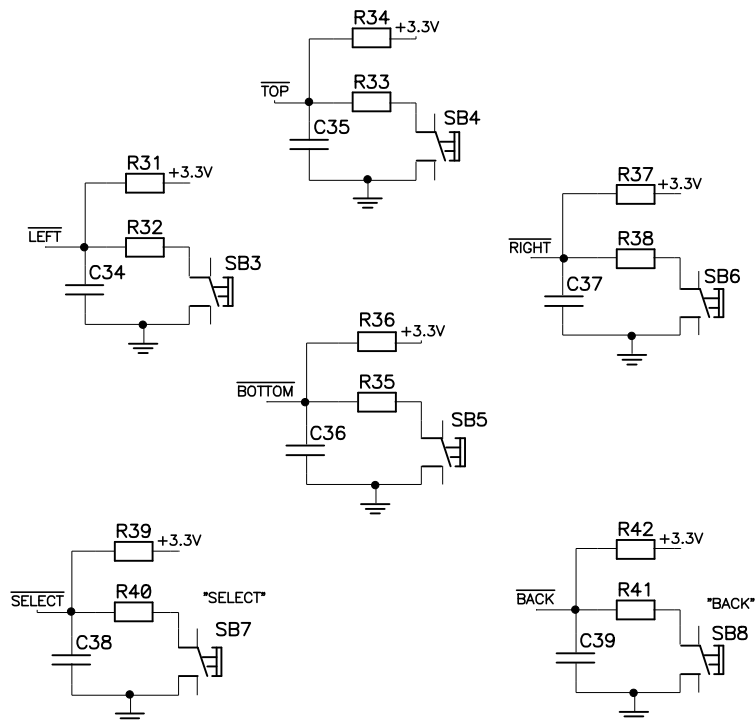 R34
+3.3V
TOP
R33
C35
SB4
R31
+3.3V
LEFT
R32
C34
SB3
R37
+3.3V
RIGHT
R38
C37
SB6
R36
+3.3V
BOTTOM
R35
C36
SB5
R39
+3.3V
SELECT
R40
"SELECT"
C38
SB7
R42
+3.3V
BACK
R41
"BACK"
C39
SB8